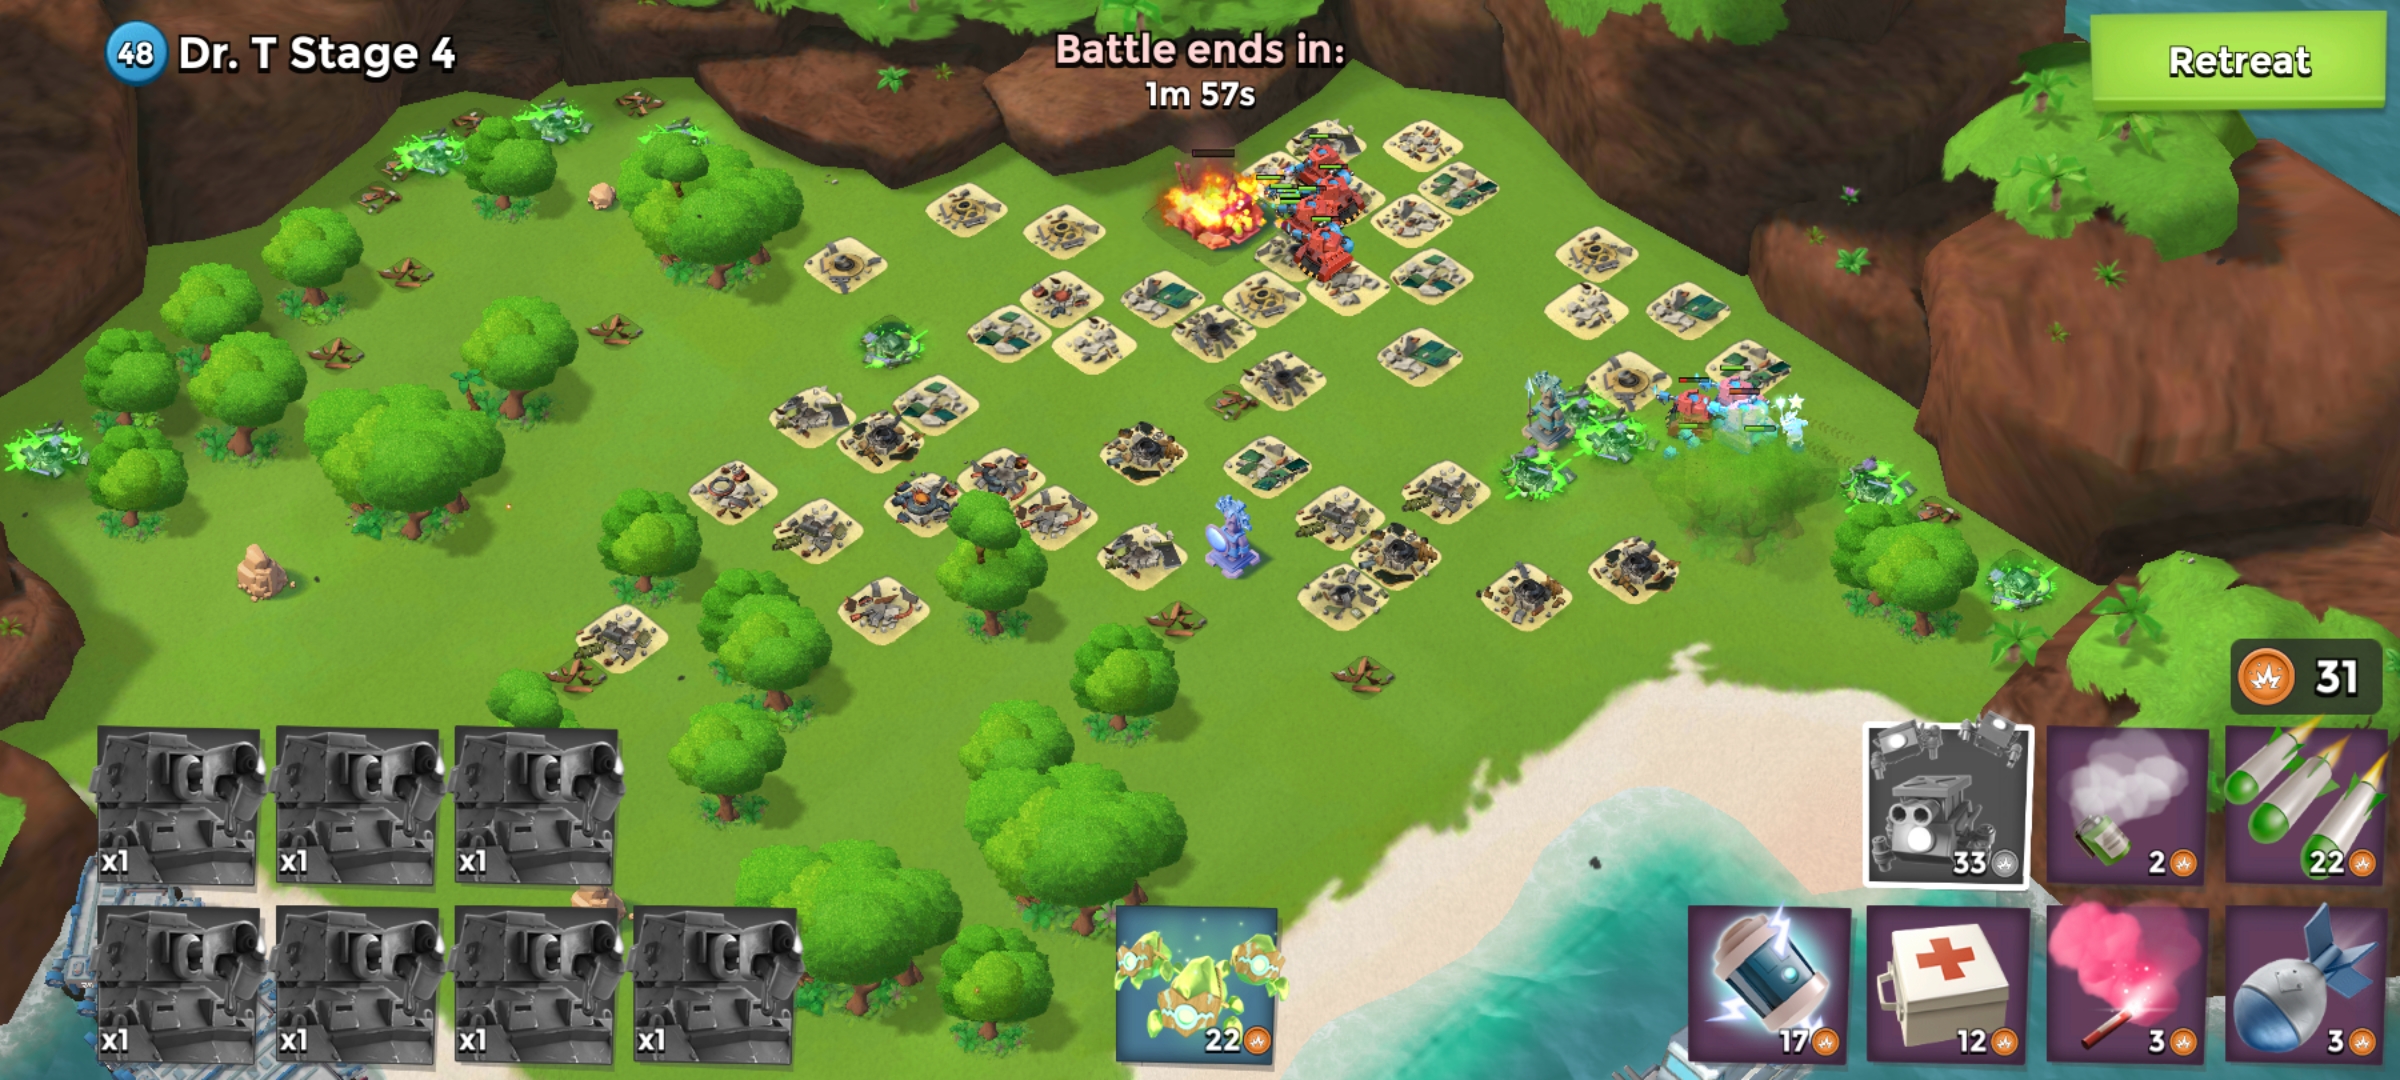 48 Dr. T Stage 4
Battle ends in:
1m 57s
Retreat
31
x1 x1 x1
33 2 22
x1 x1 x1 x1
22
17 12 3 3